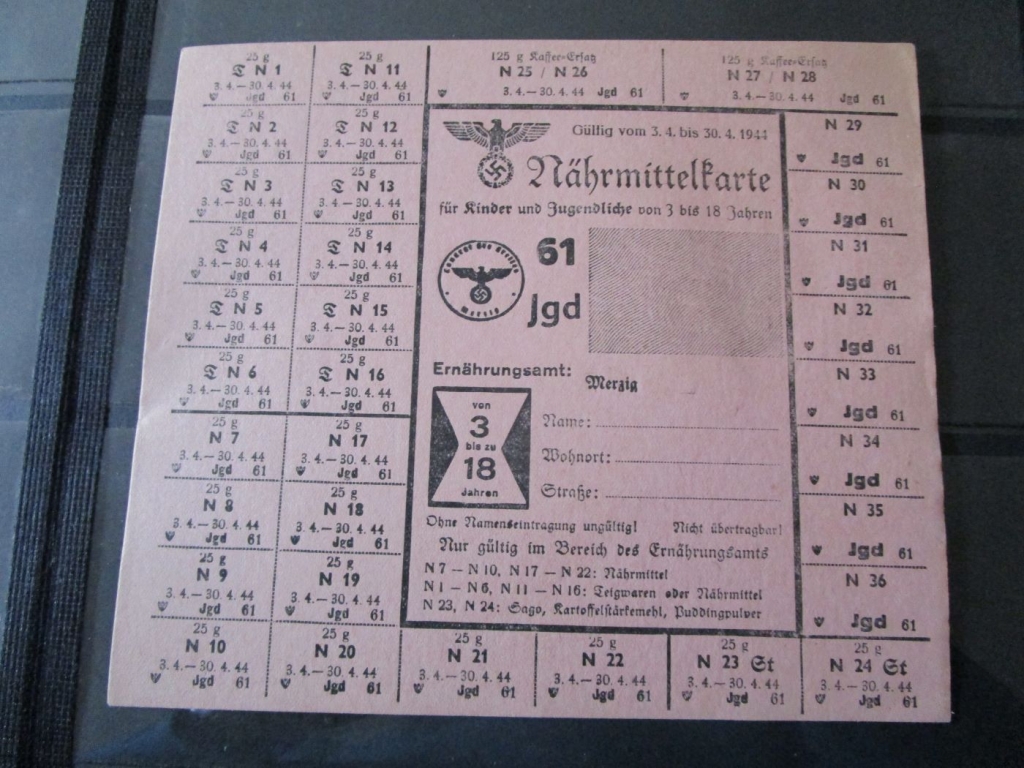 25 g
T N 1
3. 4. — 30. 4. 44
Jgd 61
25 g
T N 11
3. 4. — 30. 4. 44
Jgd 61
125 g Kaffee-Ersatz
N 25 / N 26
3. 4. — 30. 4. 44 Jgd 61
125 g Kaffee-Ersatz
N 27 / N 28
3. 4. — 30. 4. 44 Jgd 61
25 g
T N 2
3. 4. — 30. 4. 44
Jgd 61
25 g
T N 12
3. 4. — 30. 4. 44
Jgd 61
25 g
T N 3
3. 4. — 30. 4. 44
Jgd 61
25 g
T N 13
3. 4. — 30. 4. 44
Jgd 61
25 g
T N 4
3. 4. — 30. 4. 44
Jgd 61
25 g
T N 14
3. 4. — 30. 4. 44
Jgd 61
25 g
T N 5
3. 4. — 30. 4. 44
Jgd 61
25 g
T N 15
3. 4. — 30. 4. 44
Jgd 61
25 g
T N 6
3. 4. — 30. 4. 44
Jgd 61
25 g
T N 16
3. 4. — 30. 4. 44
Jgd 61
25 g
N 7
3. 4. — 30. 4. 44
Jgd 61
25 g
N 17
3. 4. — 30. 4. 44
Jgd 61
25 g
N 8
3. 4. — 30. 4. 44
Jgd 61
25 g
N 18
3. 4. — 30. 4. 44
Jgd 61
25 g
N 9
3. 4. — 30. 4. 44
Jgd 61
25 g
N 19
3. 4. — 30. 4. 44
Jgd 61
25 g
N 10
3. 4. — 30. 4. 44
Jgd 61
25 g
N 20
3. 4. — 30. 4. 44
Jgd 61
Gültig vom 3. 4. bis 30. 4. 1944
Nährmittelkarte
für Kinder und Jugendliche von 3 bis 18 Jahren
Landrat des Kreises
Merzig
61
Jgd
Ernährungsamt:
Merzig
von
3
bis zu
18
Jahren
Name:
Wohnort:
Straße:
Ohne Namenseintragung ungültig! Nicht übertragbar!
Nur gültig im Bereich des Ernährungsamts
N 7 — N 10, N 17 — N 22: Nährmittel
N 1 — N 6, N 11 — N 16: Teigwaren oder Nährmittel
N 23, N 24: Sago, Kartoffelstärkemehl, Puddingpulver
N 29
Jgd 61
N 30
Jgd 61
N 31
Jgd 61
N 32
Jgd 61
N 33
Jgd 61
N 34
Jgd 61
N 35
Jgd 61
N 36
Jgd 61
25 g
N 21
3. 4. — 30. 4. 44
Jgd 61
25 g
N 22
3. 4. — 30. 4. 44
Jgd 61
25 g
N 23 St
3. 4. — 30. 4. 44
Jgd 61
25 g
N 24 St
3. 4. — 30. 4. 44
Jgd 61